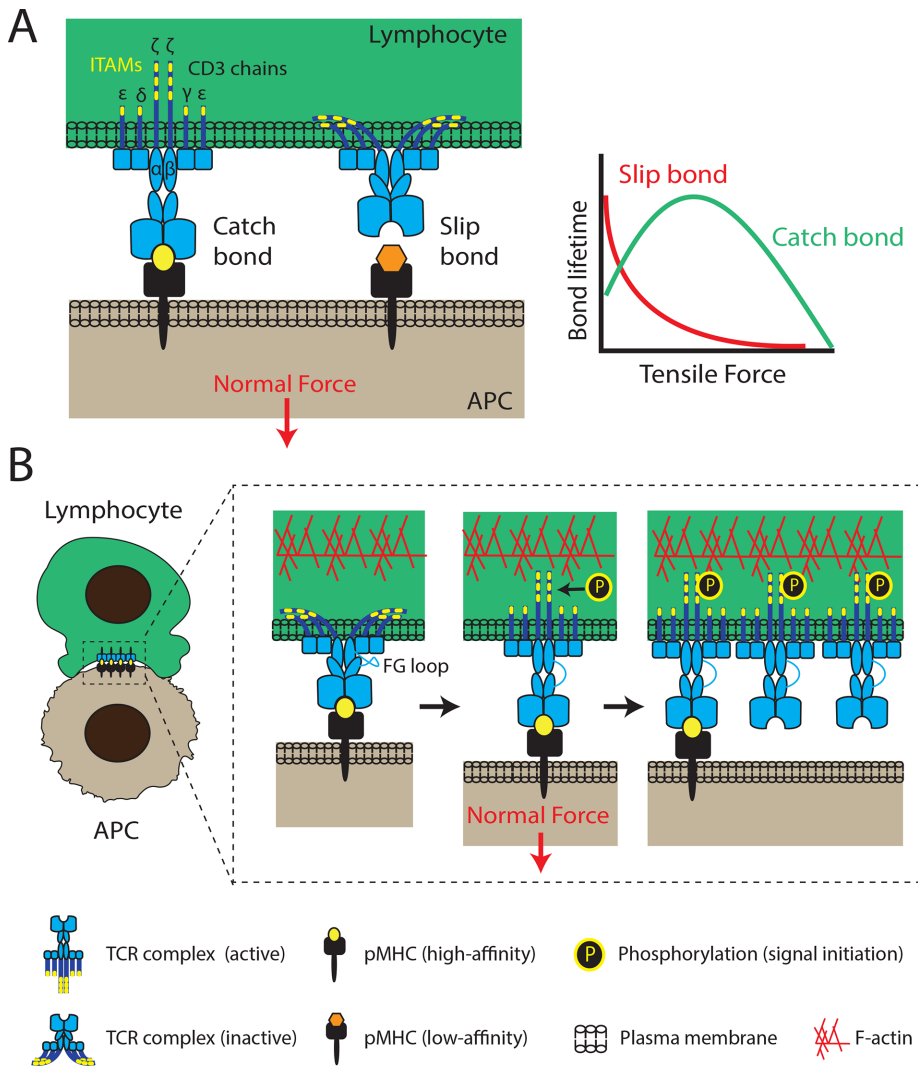 A
Lymphocyte
ζ ζ
ITAMs
CD3 chains
ε δ γ ε
α β
Catch
bond
Slip
bond
Normal Force
APC
Bond lifetime
Slip bond
Catch bond
Tensile Force
B
Lymphocyte
APC
FG loop
P
Normal Force
P P P
TCR complex (active)
pMHC (high-affinity)
P
Phosphorylation (signal initiation)
TCR complex (inactive)
pMHC (low-affinity)
Plasma membrane
F-actin